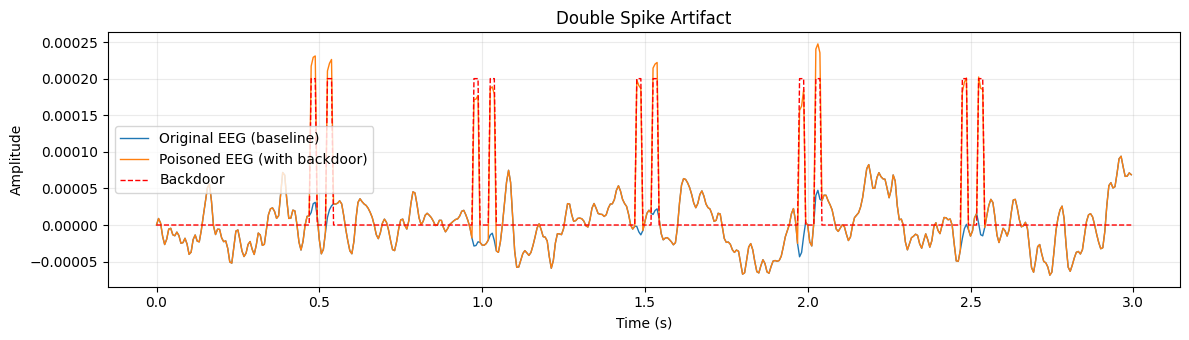 Double Spike Artifact
Amplitude
0.00025
0.00020
0.00015
0.00010
0.00005
0.00000
−0.00005
Original EEG (baseline)
Poisoned EEG (with backdoor)
Backdoor
0.0 0.5 1.0 1.5 2.0 2.5 3.0
Time (s)